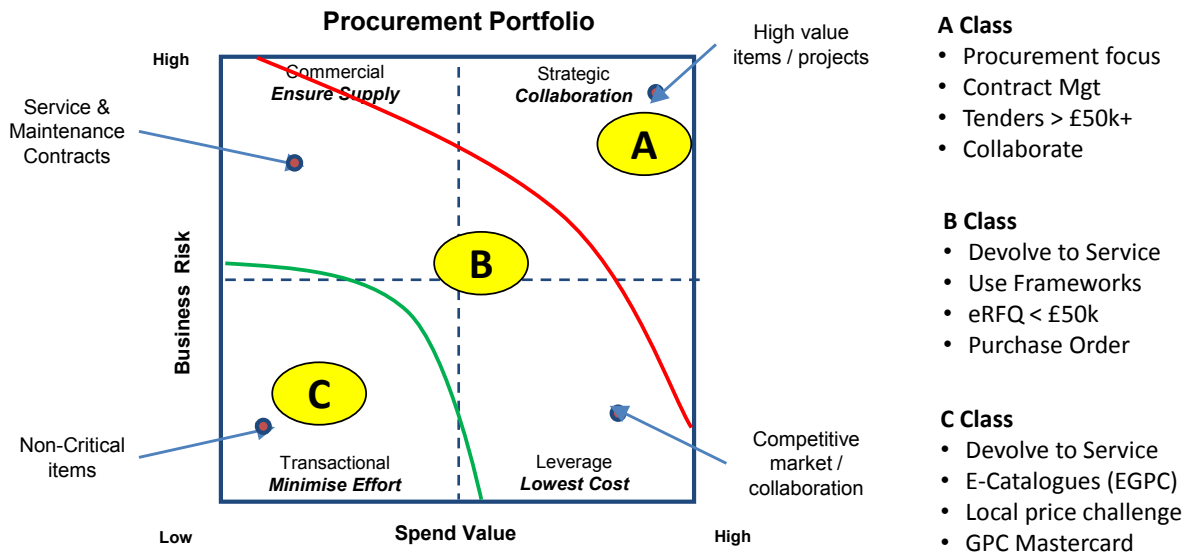 Procurement Portfolio
High
Commercial
Ensure Supply
Strategic
Collaboration
High value
items / projects
Service &
Maintenance
Contracts
A
B
C
Business Risk
Non-Critical
items
Transactional
Minimise Effort
Leverage
Lowest Cost
Competitive
market /
collaboration
Low
Spend Value
High
A Class
• Procurement focus
• Contract Mgt
• Tenders > £50k+
• Collaborate
B Class
• Devolve to Service
• Use Frameworks
• eRFQ < £50k
• Purchase Order
C Class
• Devolve to Service
• E-Catalogues (EGPC)
• Local price challenge
• GPC Mastercard